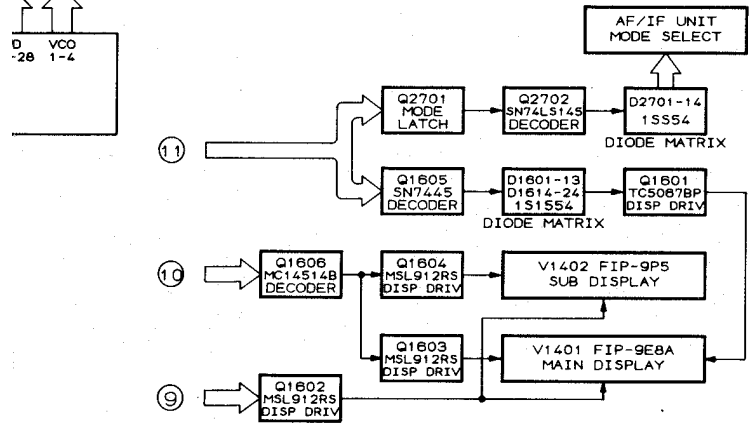 AF/IF UNIT
MODE SELECT
D VCO
-28 1-4
Q2701
MODE
LATCH
Q2702
SN74LS145
DECODER
D2701-14
1SS54
DIODE MATRIX
11
Q1605
SN7445
DECODER
D1601-13
D1614-24
1S1554
DIODE MATRIX
Q1601
TC5067BP
DISP DRIV
10
Q1606
MC14514B
DECODER
Q1604
MSL912RS
DISP DRIV
V1402 FIP-9P5
SUB DISPLAY
Q1603
MSL912RS
DISP DRIV
V1401 FIP-9E8A
MAIN DISPLAY
9
Q1602
MSL912RS
DISP DRIV